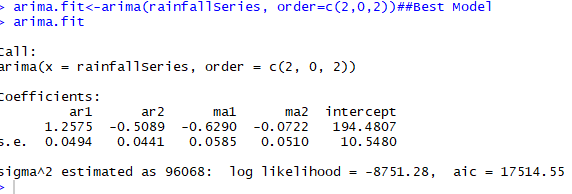 > arima.fit<-arima(rainfallSeries, order=c(2,0,2))##Best Model
> arima.fit
Call:
arima(x = rainfallSeries, order = c(2, 0, 2))
Coefficients:
ar1 ar2 ma1 ma2 intercept
1.2575 -0.5089 -0.6290 -0.0722 194.4807
s.e. 0.0494 0.0441 0.0585 0.0510 10.5480
sigma^2 estimated as 96068: log likelihood = -8751.28, aic = 17514.55
>